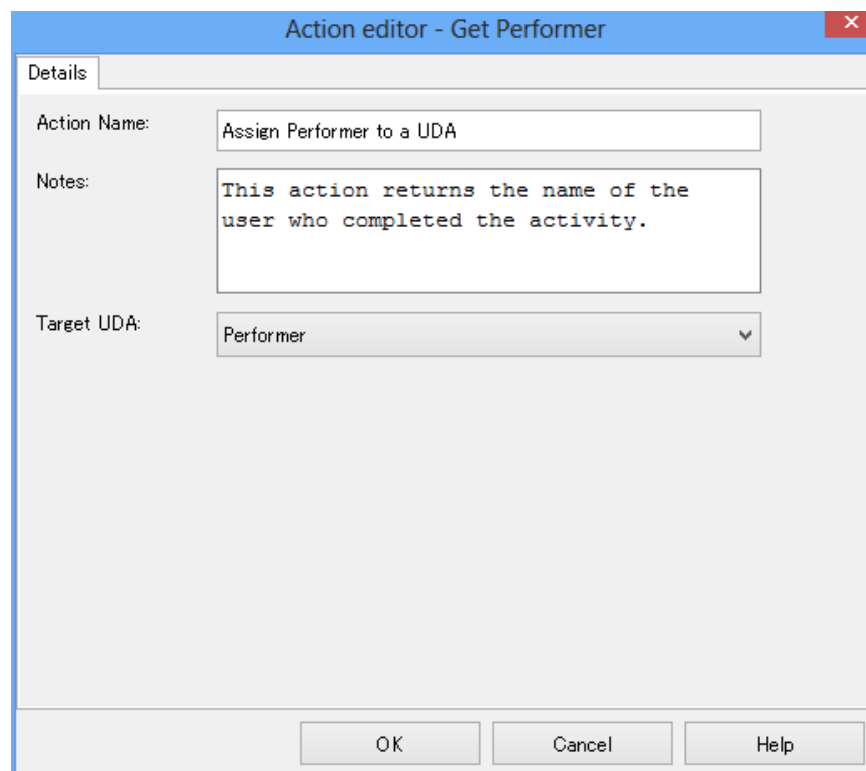 Action editor - Get Performer
Details
Action Name:
Assign Performer to a UDA
Notes:
This action returns the name of the
user who completed the activity.
Target UDA:
Performer
OK
Cancel
Help